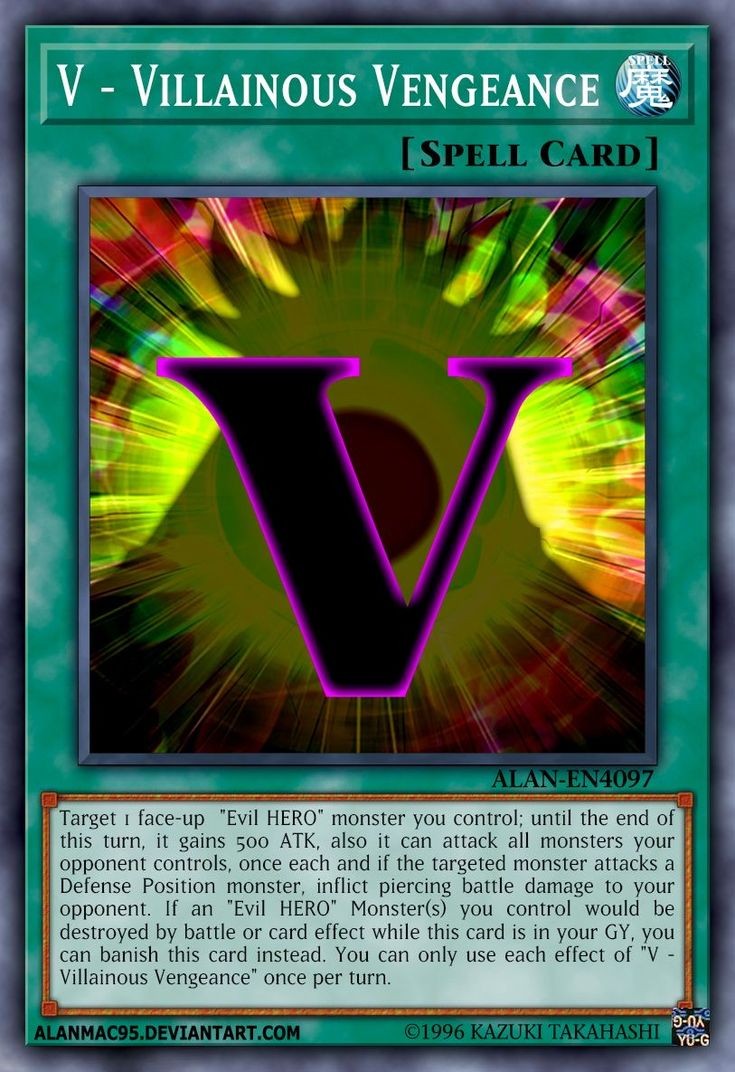 V - VILLAINOUS VENGEANCE
SPELL
魔
[SPELL CARD]
V
ALAN-EN4097
Target 1 face-up "Evil HERO" monster you control; until the end of
this turn, it gains 500 ATK, also it can attack all monsters your
opponent controls, once each and if the targeted monster attacks a
Defense Position monster, inflict piercing battle damage to your
opponent. If an "Evil HERO" Monster(s) you control would be
destroyed by battle or card effect while this card is in your GY, you
can banish this card instead. You can only use each effect of "V -
Villainous Vengeance" once per turn.
ALANMAC95.DEVIANTART.COM
©1996 KAZUKI TAKAHASHI
YU-G
YU-G